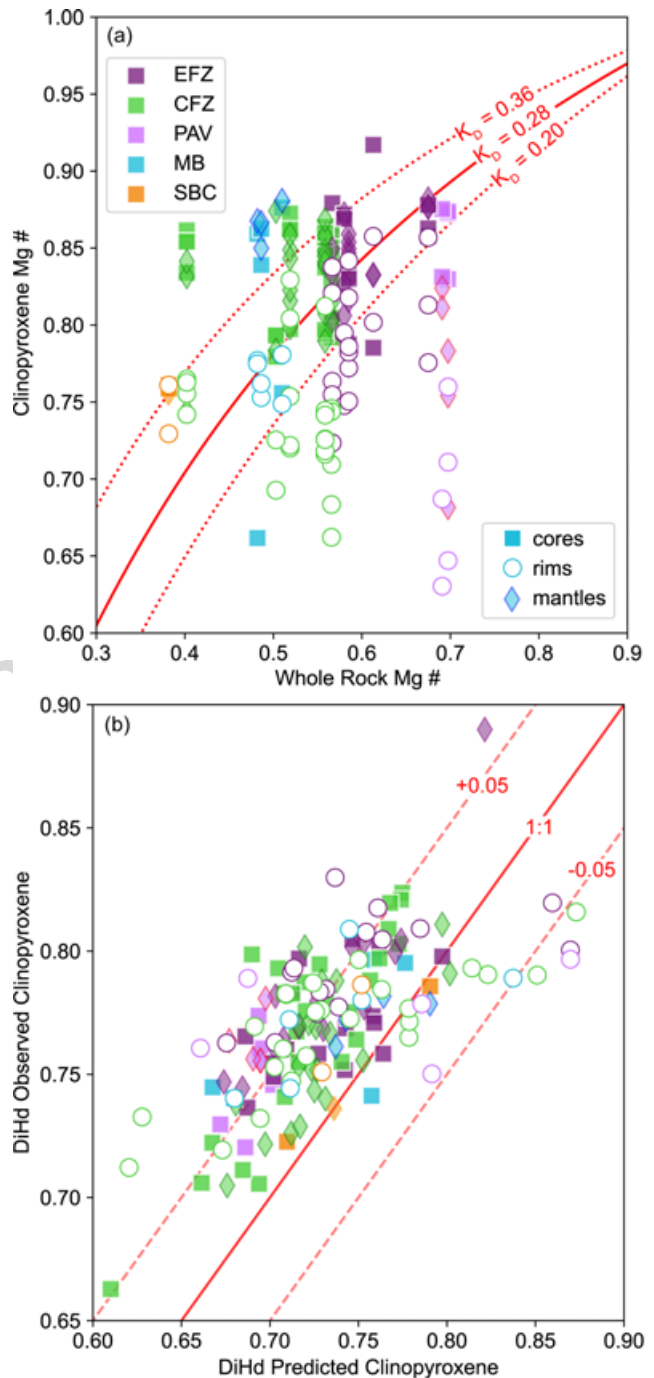 1.00
0.95
0.90
0.85
0.80
0.75
0.70
0.65
0.60
Clinopyroxene Mg #
(a)
EFZ
CFZ
PAV
MB
SBC
K_D = 0.36
K_D = 0.28
K_D = 0.20
cores
rims
mantles
0.3 0.4 0.5 0.6 0.7 0.8 0.9
Whole Rock Mg #
0.90
0.85
0.80
0.75
0.70
0.65
DiHd Observed Clinopyroxene
(b)
+0.05
1:1
-0.05
0.60 0.65 0.70 0.75 0.80 0.85 0.90
DiHd Predicted Clinopyroxene